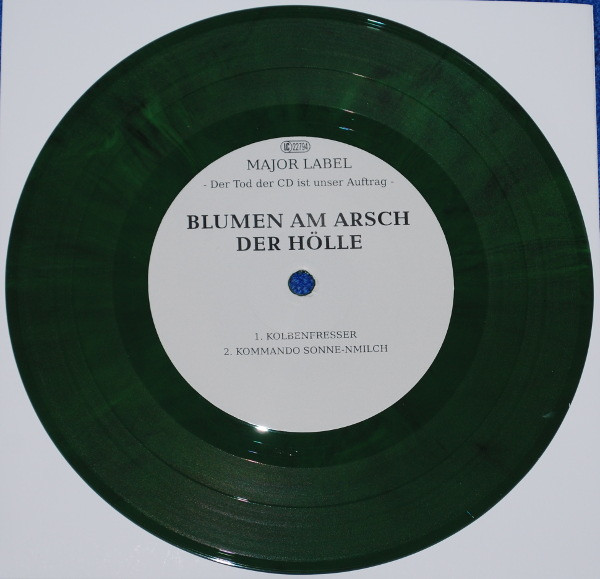 LC 22794
MAJOR LABEL
- Der Tod der CD ist unser Auftrag -
BLUMEN AM ARSCH
DER HÖLLE
1. KOLBENFRESSER
2. KOMMANDO SONNE-NMILCH